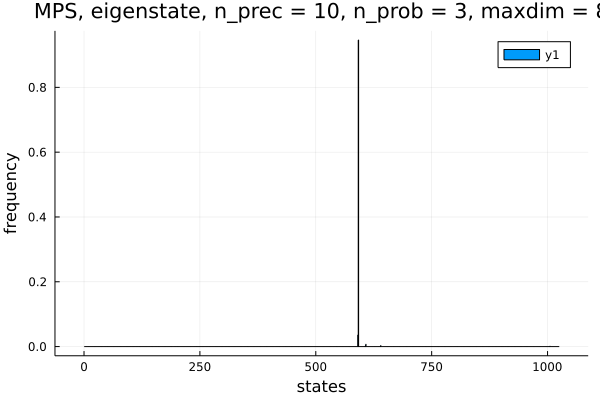 MPS, eigenstate, n_prec = 10, n_prob = 3, maxdim = 8
y1
frequency
0.8
0.6
0.4
0.2
0.0
0 250 500 750 1000
states